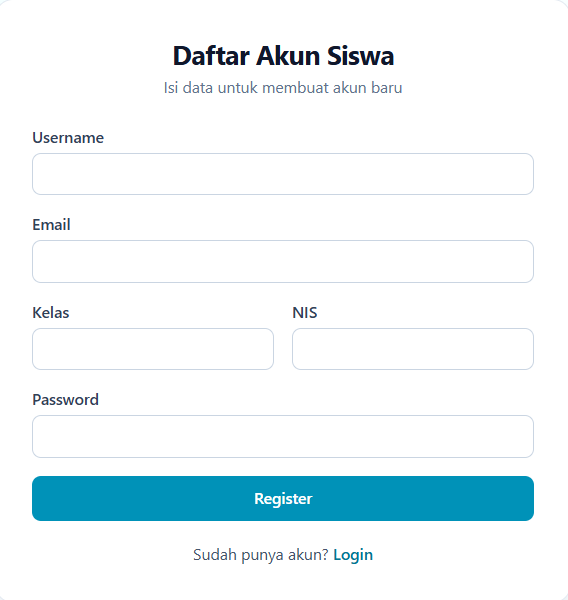 Daftar Akun Siswa
Isi data untuk membuat akun baru
Username
Email
Kelas NIS
Password
Register
Sudah punya akun? Login